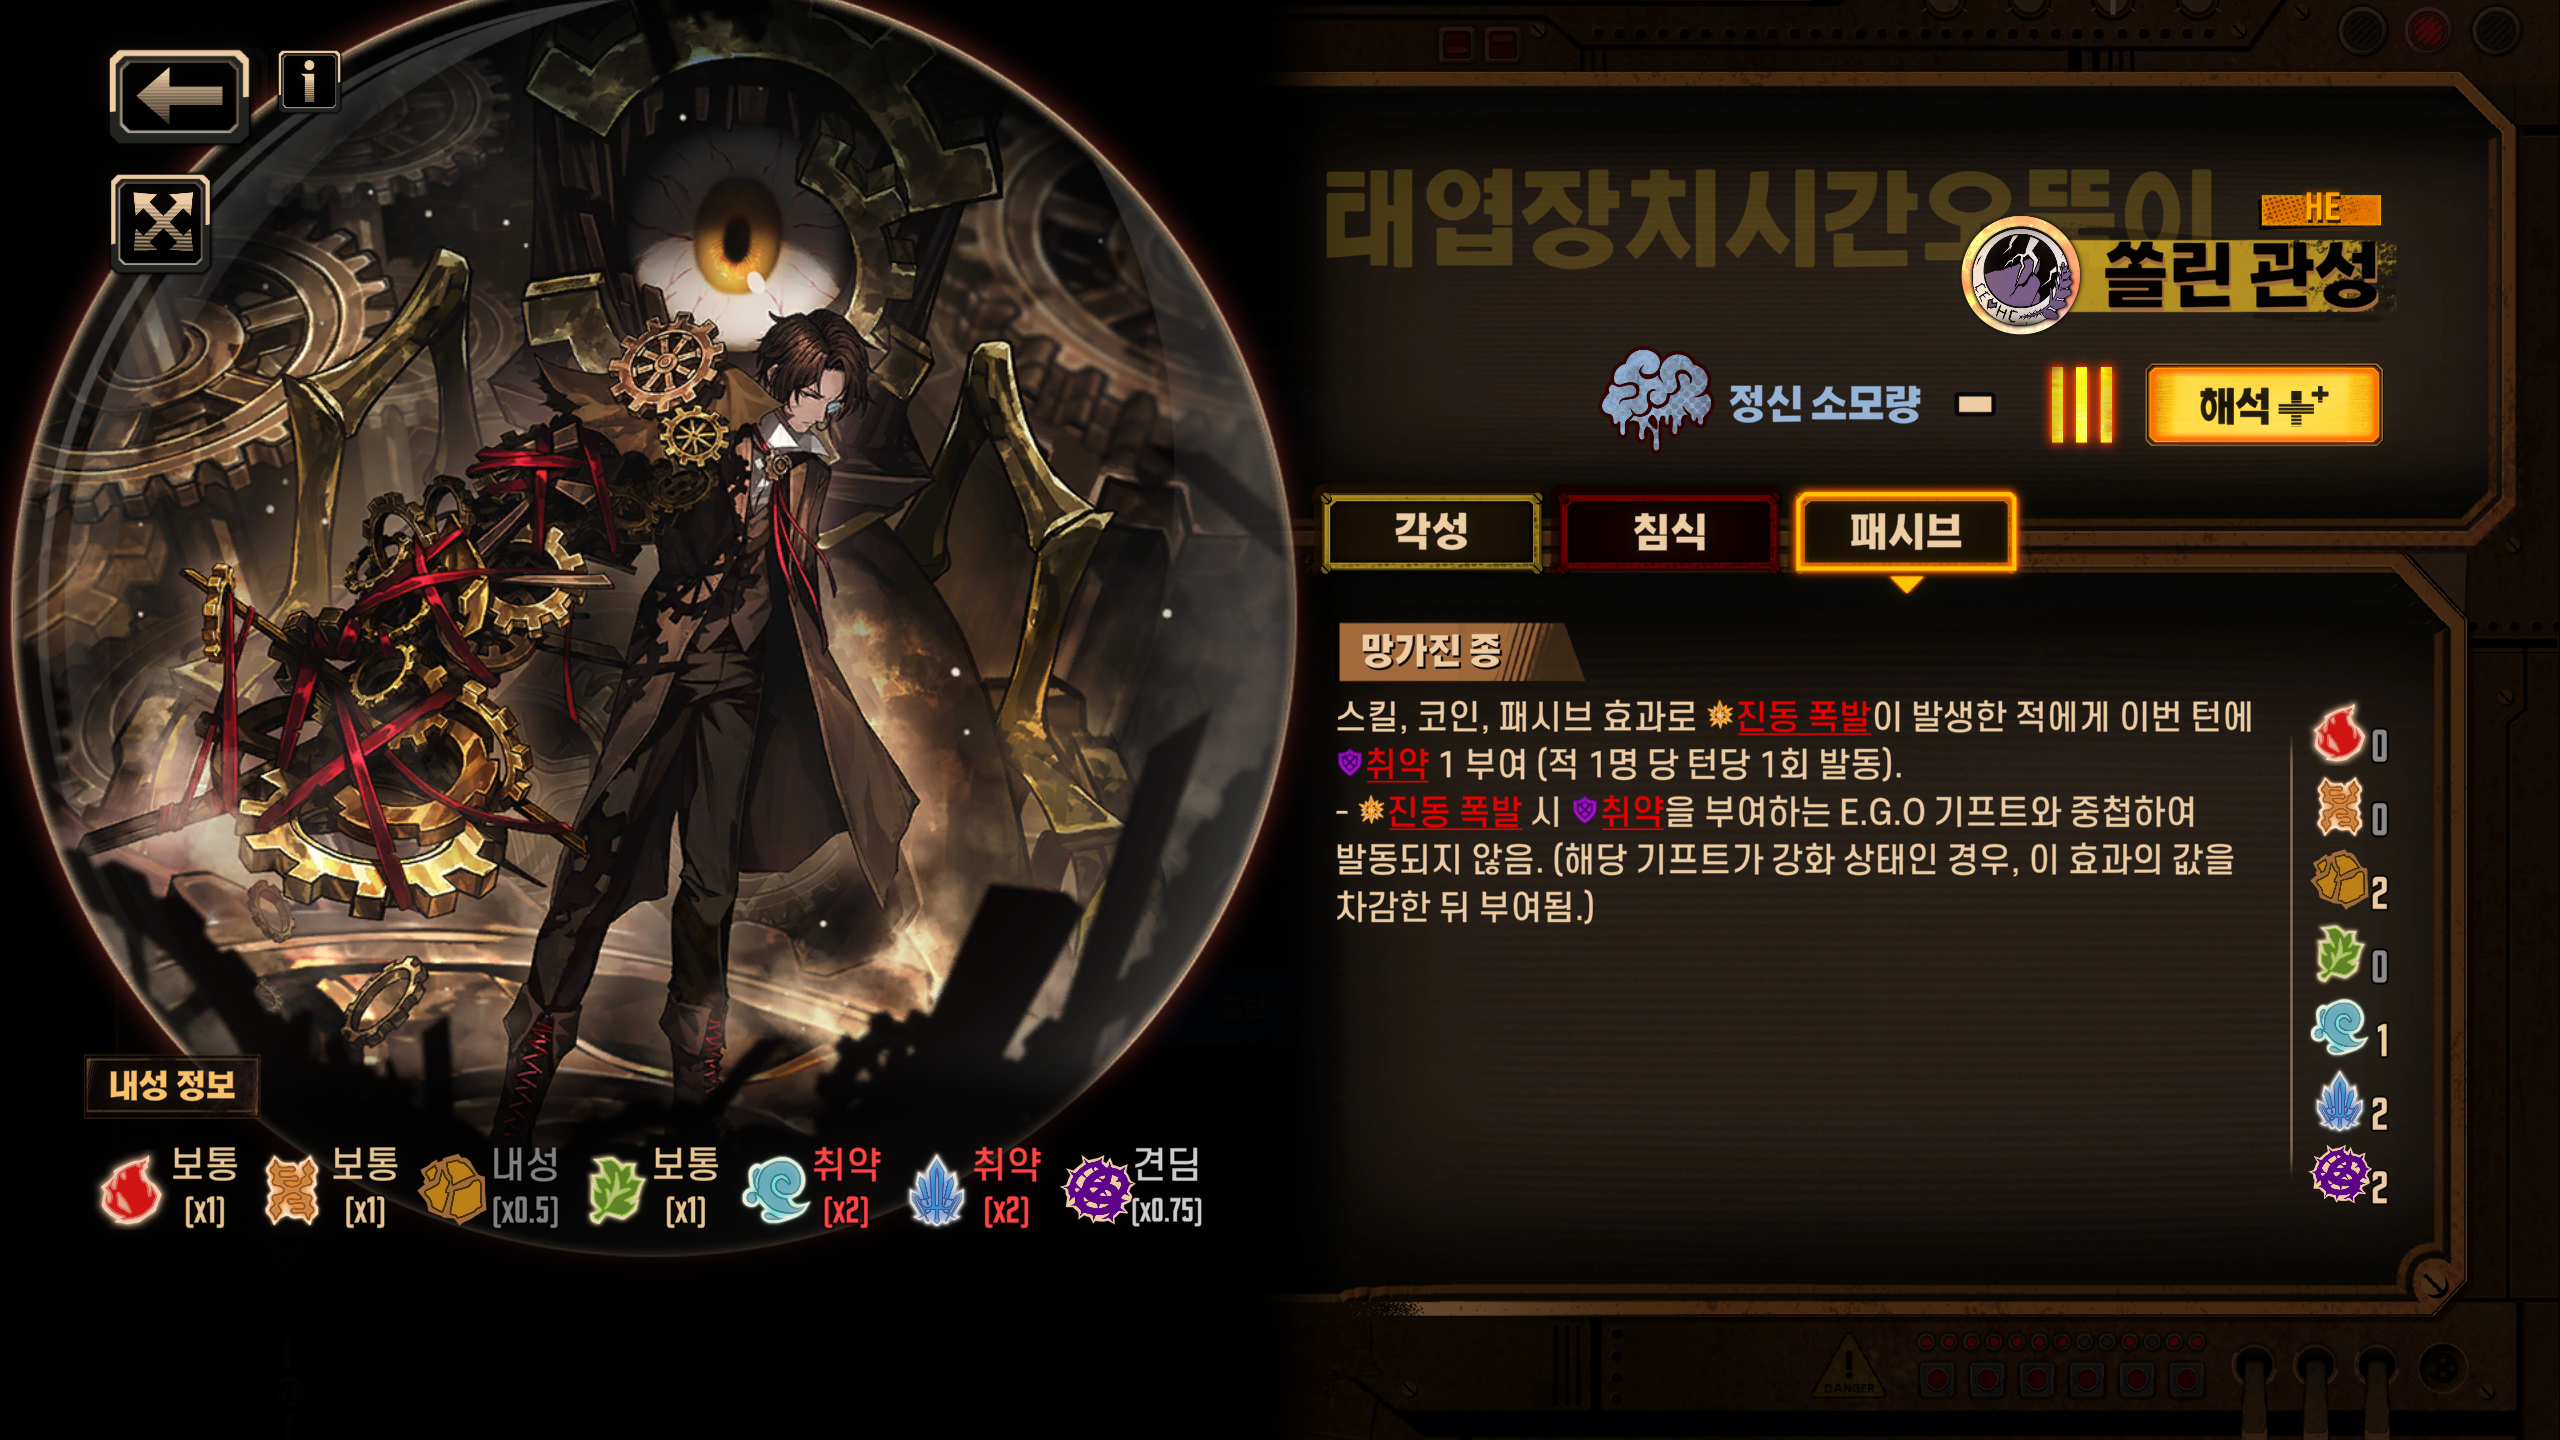 태엽장치시간오뚝이
HE
쏠린 관성
정신 소모량 -
해석
각성
침식
패시브
망가진 종
스킬, 코인, 패시브 효과로 진동 폭발이 발생한 적에게 이번 턴에
취약 1 부여 (적 1명 당 턴당 1회 발동).
- 진동 폭발 시 취약을 부여하는 E.G.O 기프트와 중첩하여
발동되지 않음. (해당 기프트가 강화 상태인 경우, 이 효과의 값을
차감한 뒤 부여됨.)
0
0
2
0
1
2
2
내성 정보
보통 보통 내성 보통 취약 취약 견딤
[x1] [x1] [x0.5] [x1] [x2] [x2] [x0.75]
DANGER